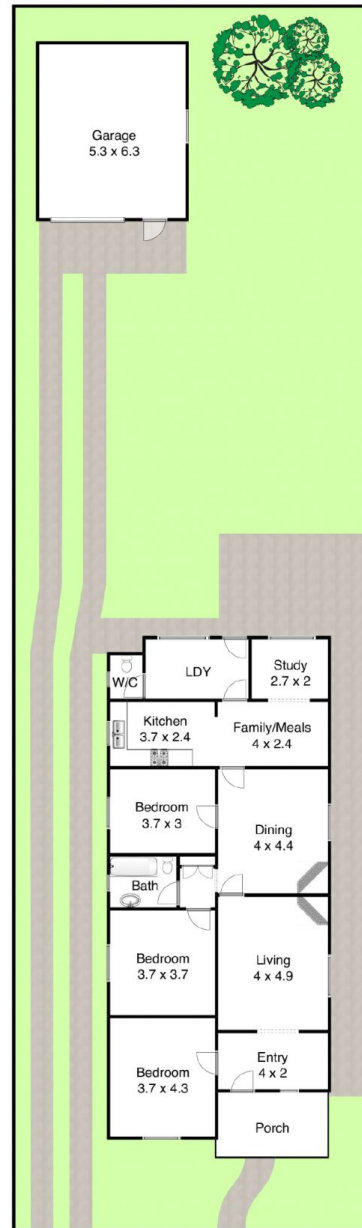 Garage
5.3 x 6.3
W/C
LDY
Study
2.7 x 2
Kitchen
3.7 x 2.4
Family/Meals
4 x 2.4
Bedroom
3.7 x 3
Dining
4 x 4.4
Bath
Bedroom
3.7 x 3.7
Living
4 x 4.9
Bedroom
3.7 x 4.3
Entry
4 x 2
Porch